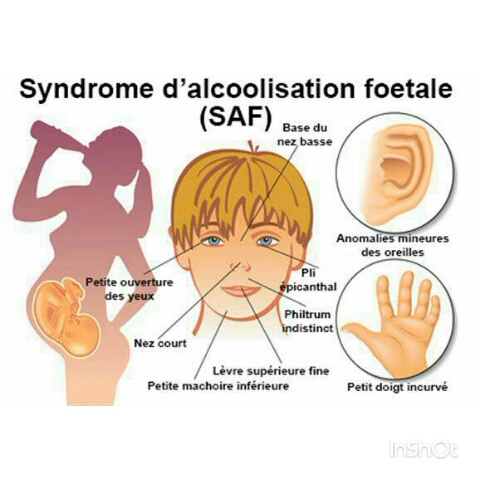 Syndrome d'alcoolisation foetale
(SAF)
Base du
nez basse
Anomalies mineures
des oreilles
Petite ouverture
des yeux
Pli
épicanthal
Philtrum
indistinct
Nez court
Lèvre supérieure fine
Petite machoire inférieure
Petit doigt incurvé
InShOt